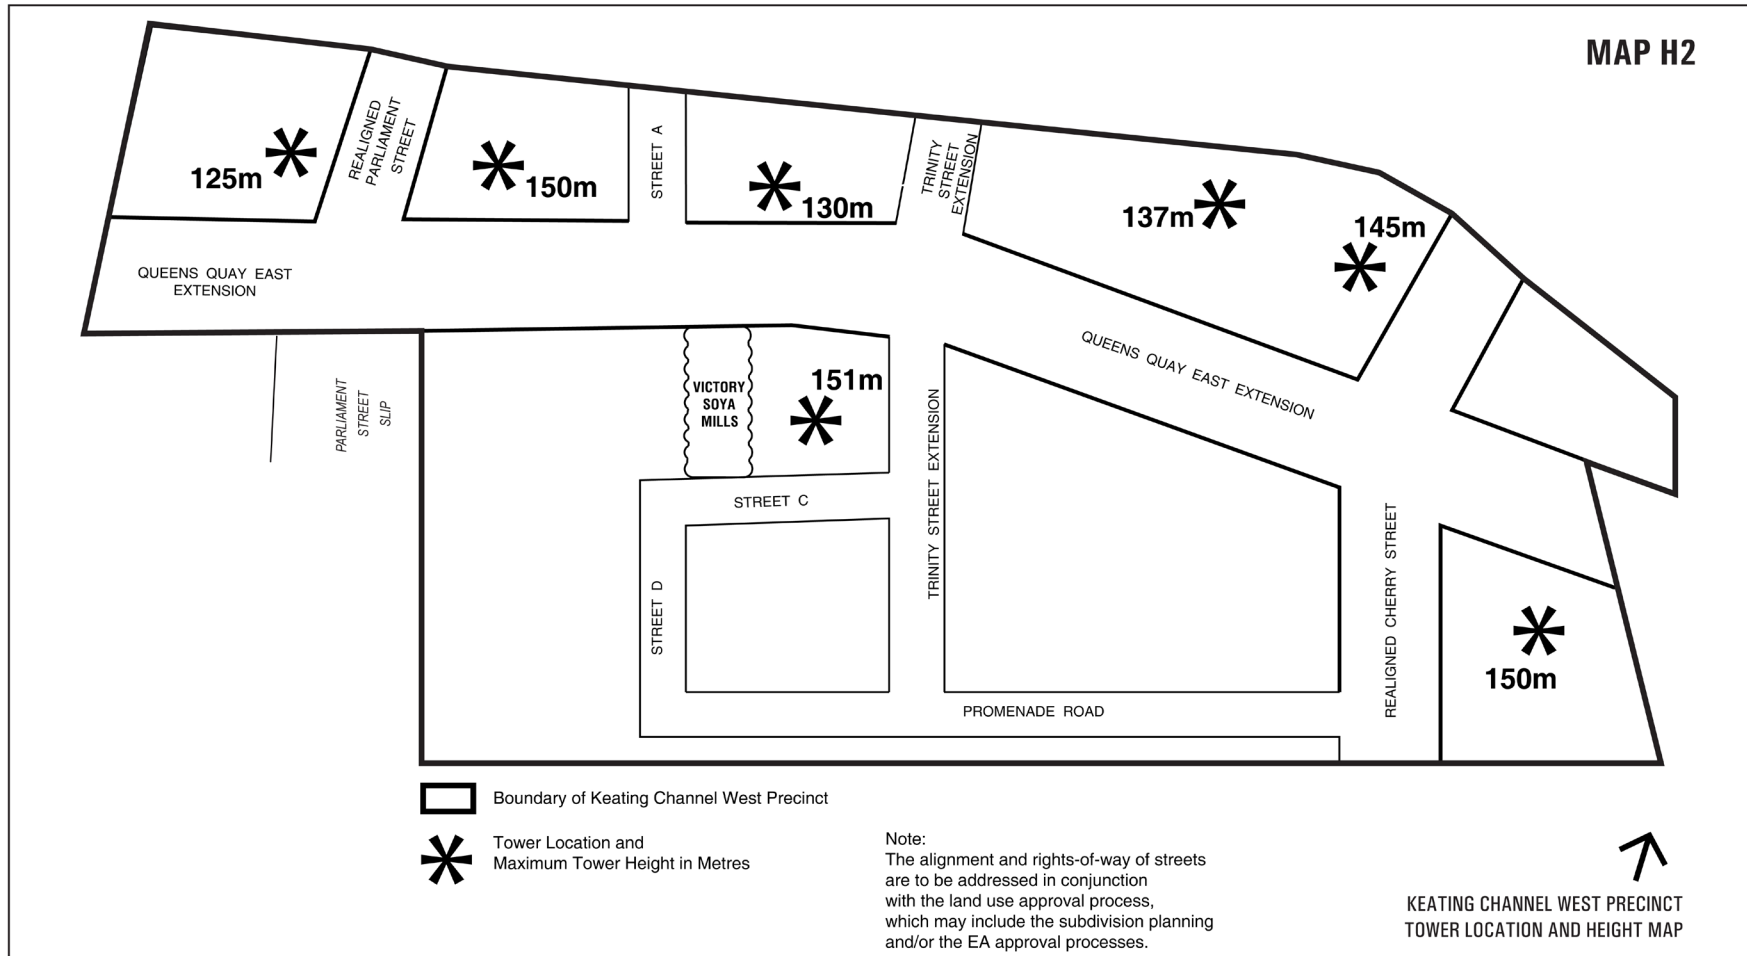 MAP H2
REALIGNED
PARLIAMENT
STREET
125m
150m
STREET A
130m
TRINITY
STREET
EXTENSION
137m
145m
QUEENS QUAY EAST
EXTENSION
QUEENS QUAY EAST EXTENSION
PARLIAMENT
STREET
SLIP
VICTORY
SOYA
MILLS
151m
TRINITY STREET EXTENSION
STREET C
STREET D
REALIGNED CHERRY STREET
150m
PROMENADE ROAD
Boundary of Keating Channel West Precinct
Tower Location and
Maximum Tower Height in Metres
Note:
The alignment and rights-of-way of streets
are to be addressed in conjunction
with the land use approval process,
which may include the subdivision planning
and/or the EA approval processes.
KEATING CHANNEL WEST PRECINCT
TOWER LOCATION AND HEIGHT MAP